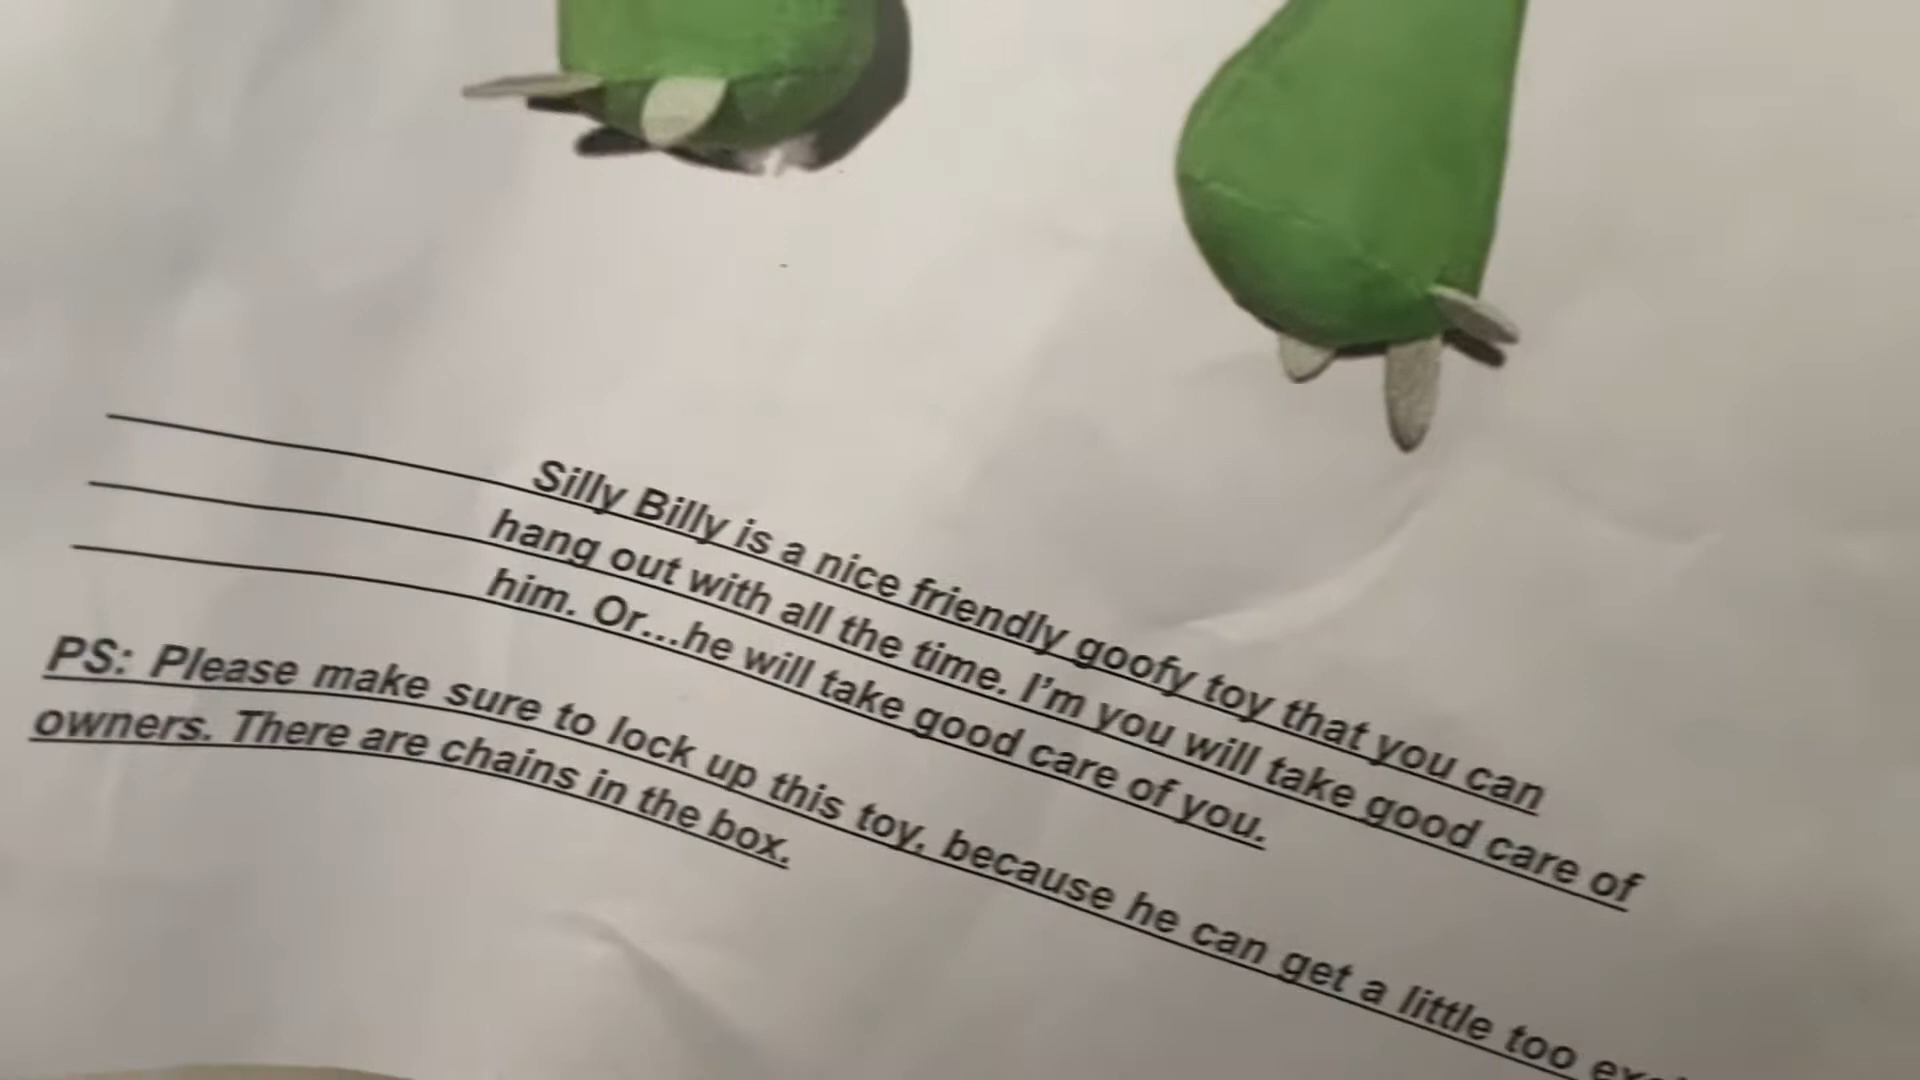 Silly Billy is a nice friendly goofy toy that you can
hang out with all the time. I'm you will take good care of
him. Or...he will take good care of you.
PS: Please make sure to lock up this toy, because he can get a little too
owners. There are chains in the box.